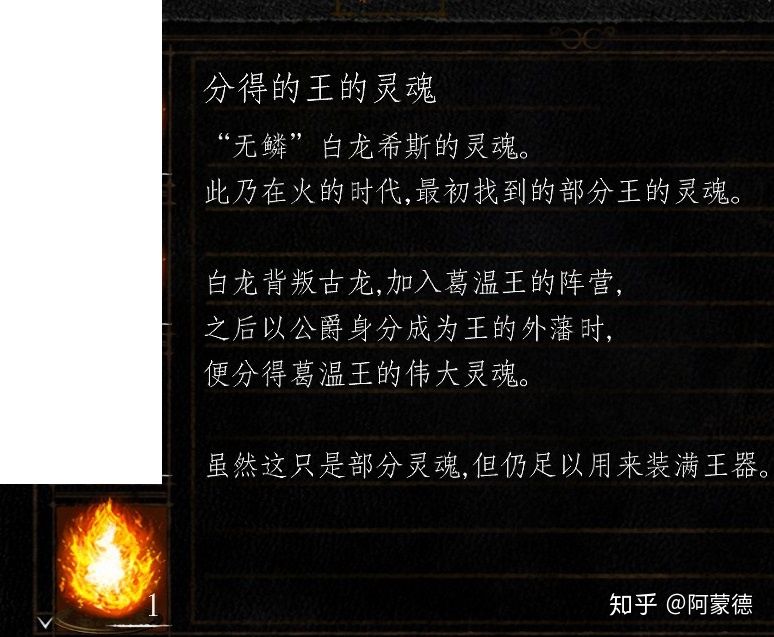 分得的王的灵魂
“无鳞”白龙希斯的灵魂。
此乃在火的时代,最初找到的部分王的灵魂。
白龙背叛古龙,加入葛温王的阵营,
之后以公爵身分成为王的外藩时,
便分得葛温王的伟大灵魂。
虽然这只是部分灵魂,但仍足以用来装满王器。
1
知乎 @阿蒙德